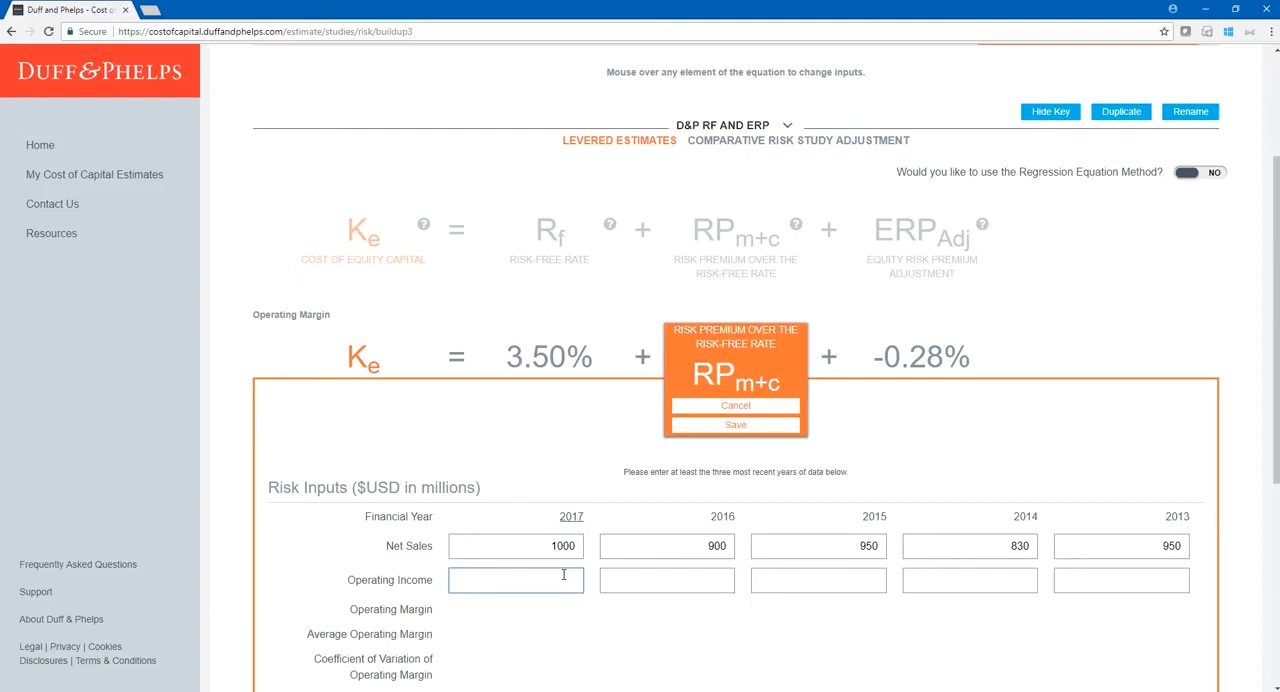 Duff and Phelps - Cost of
Secure
https://costofcapital.duffandphelps.com/estimate/studies/risk/buildup3
DUFF & PHELPS
Home
My Cost of Capital Estimates
Contact Us
Resources
Frequently Asked Questions
Support
About Duff & Phelps
Legal | Privacy | Cookies
Disclosures | Terms & Conditions
Mouse over any element of the equation to change inputs.
Hide Key Duplicate Rename
D&P RF AND ERP
LEVERED ESTIMATES COMPARATIVE RISK STUDY ADJUSTMENT
Would you like to use the Regression Equation Method? NO
Ke ? = Rf ? + RPm+c ? + ERPAdj ?
COST OF EQUITY CAPITAL RISK-FREE RATE RISK PREMIUM OVER THE EQUITY RISK PREMIUM
RISK-FREE RATE ADJUSTMENT
Operating Margin
RISK PREMIUM OVER THE
RISK-FREE RATE
Ke = 3.50% + RPm+c + -0.28%
Cancel
Save
Please enter at least the three most recent years of data below.
Risk Inputs ($USD in millions)
Financial Year 2017 2016 2015 2014 2013
Net Sales 1000 900 950 830 950
Operating Income
Operating Margin
Average Operating Margin
Coefficient of Variation of
Operating Margin